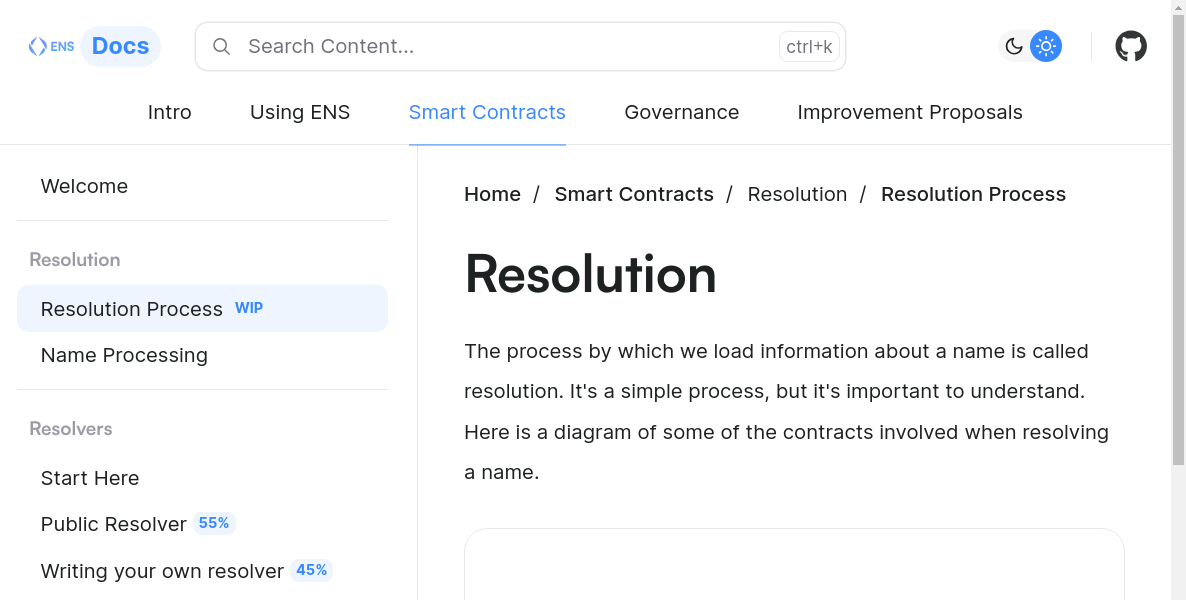 ENS Docs
Search Content... ctrl+k
Intro Using ENS Smart Contracts Governance Improvement Proposals
Welcome
Resolution
Resolution Process WIP
Name Processing
Resolvers
Start Here
Public Resolver 55%
Writing your own resolver 45%
Home / Smart Contracts / Resolution / Resolution Process
Resolution
The process by which we load information about a name is called
resolution. It's a simple process, but it's important to understand.
Here is a diagram of some of the contracts involved when resolving
a name.